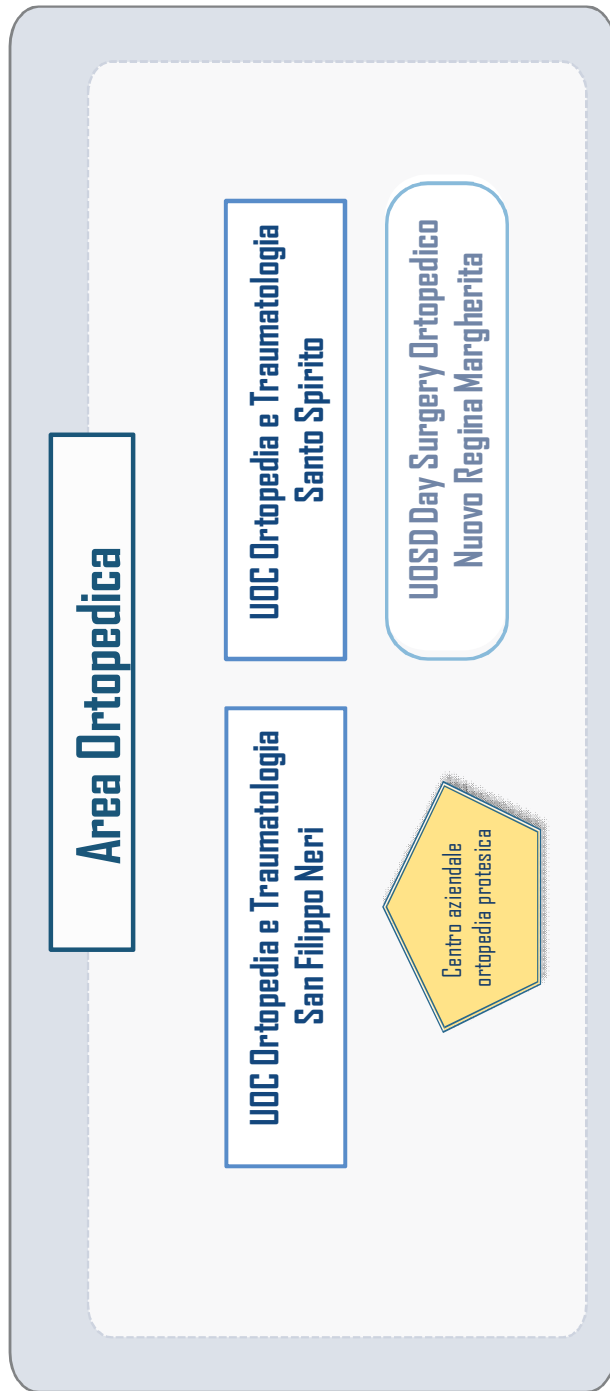 Area Ortopedica
UOC Ortopedia e Traumatologia
San Filippo Neri
UOC Ortopedia e Traumatologia
Santo Spirito
Centro aziendale
ortopedia protesica
UOSD Day Surgery Ortopedico
Nuovo Regina Margherita